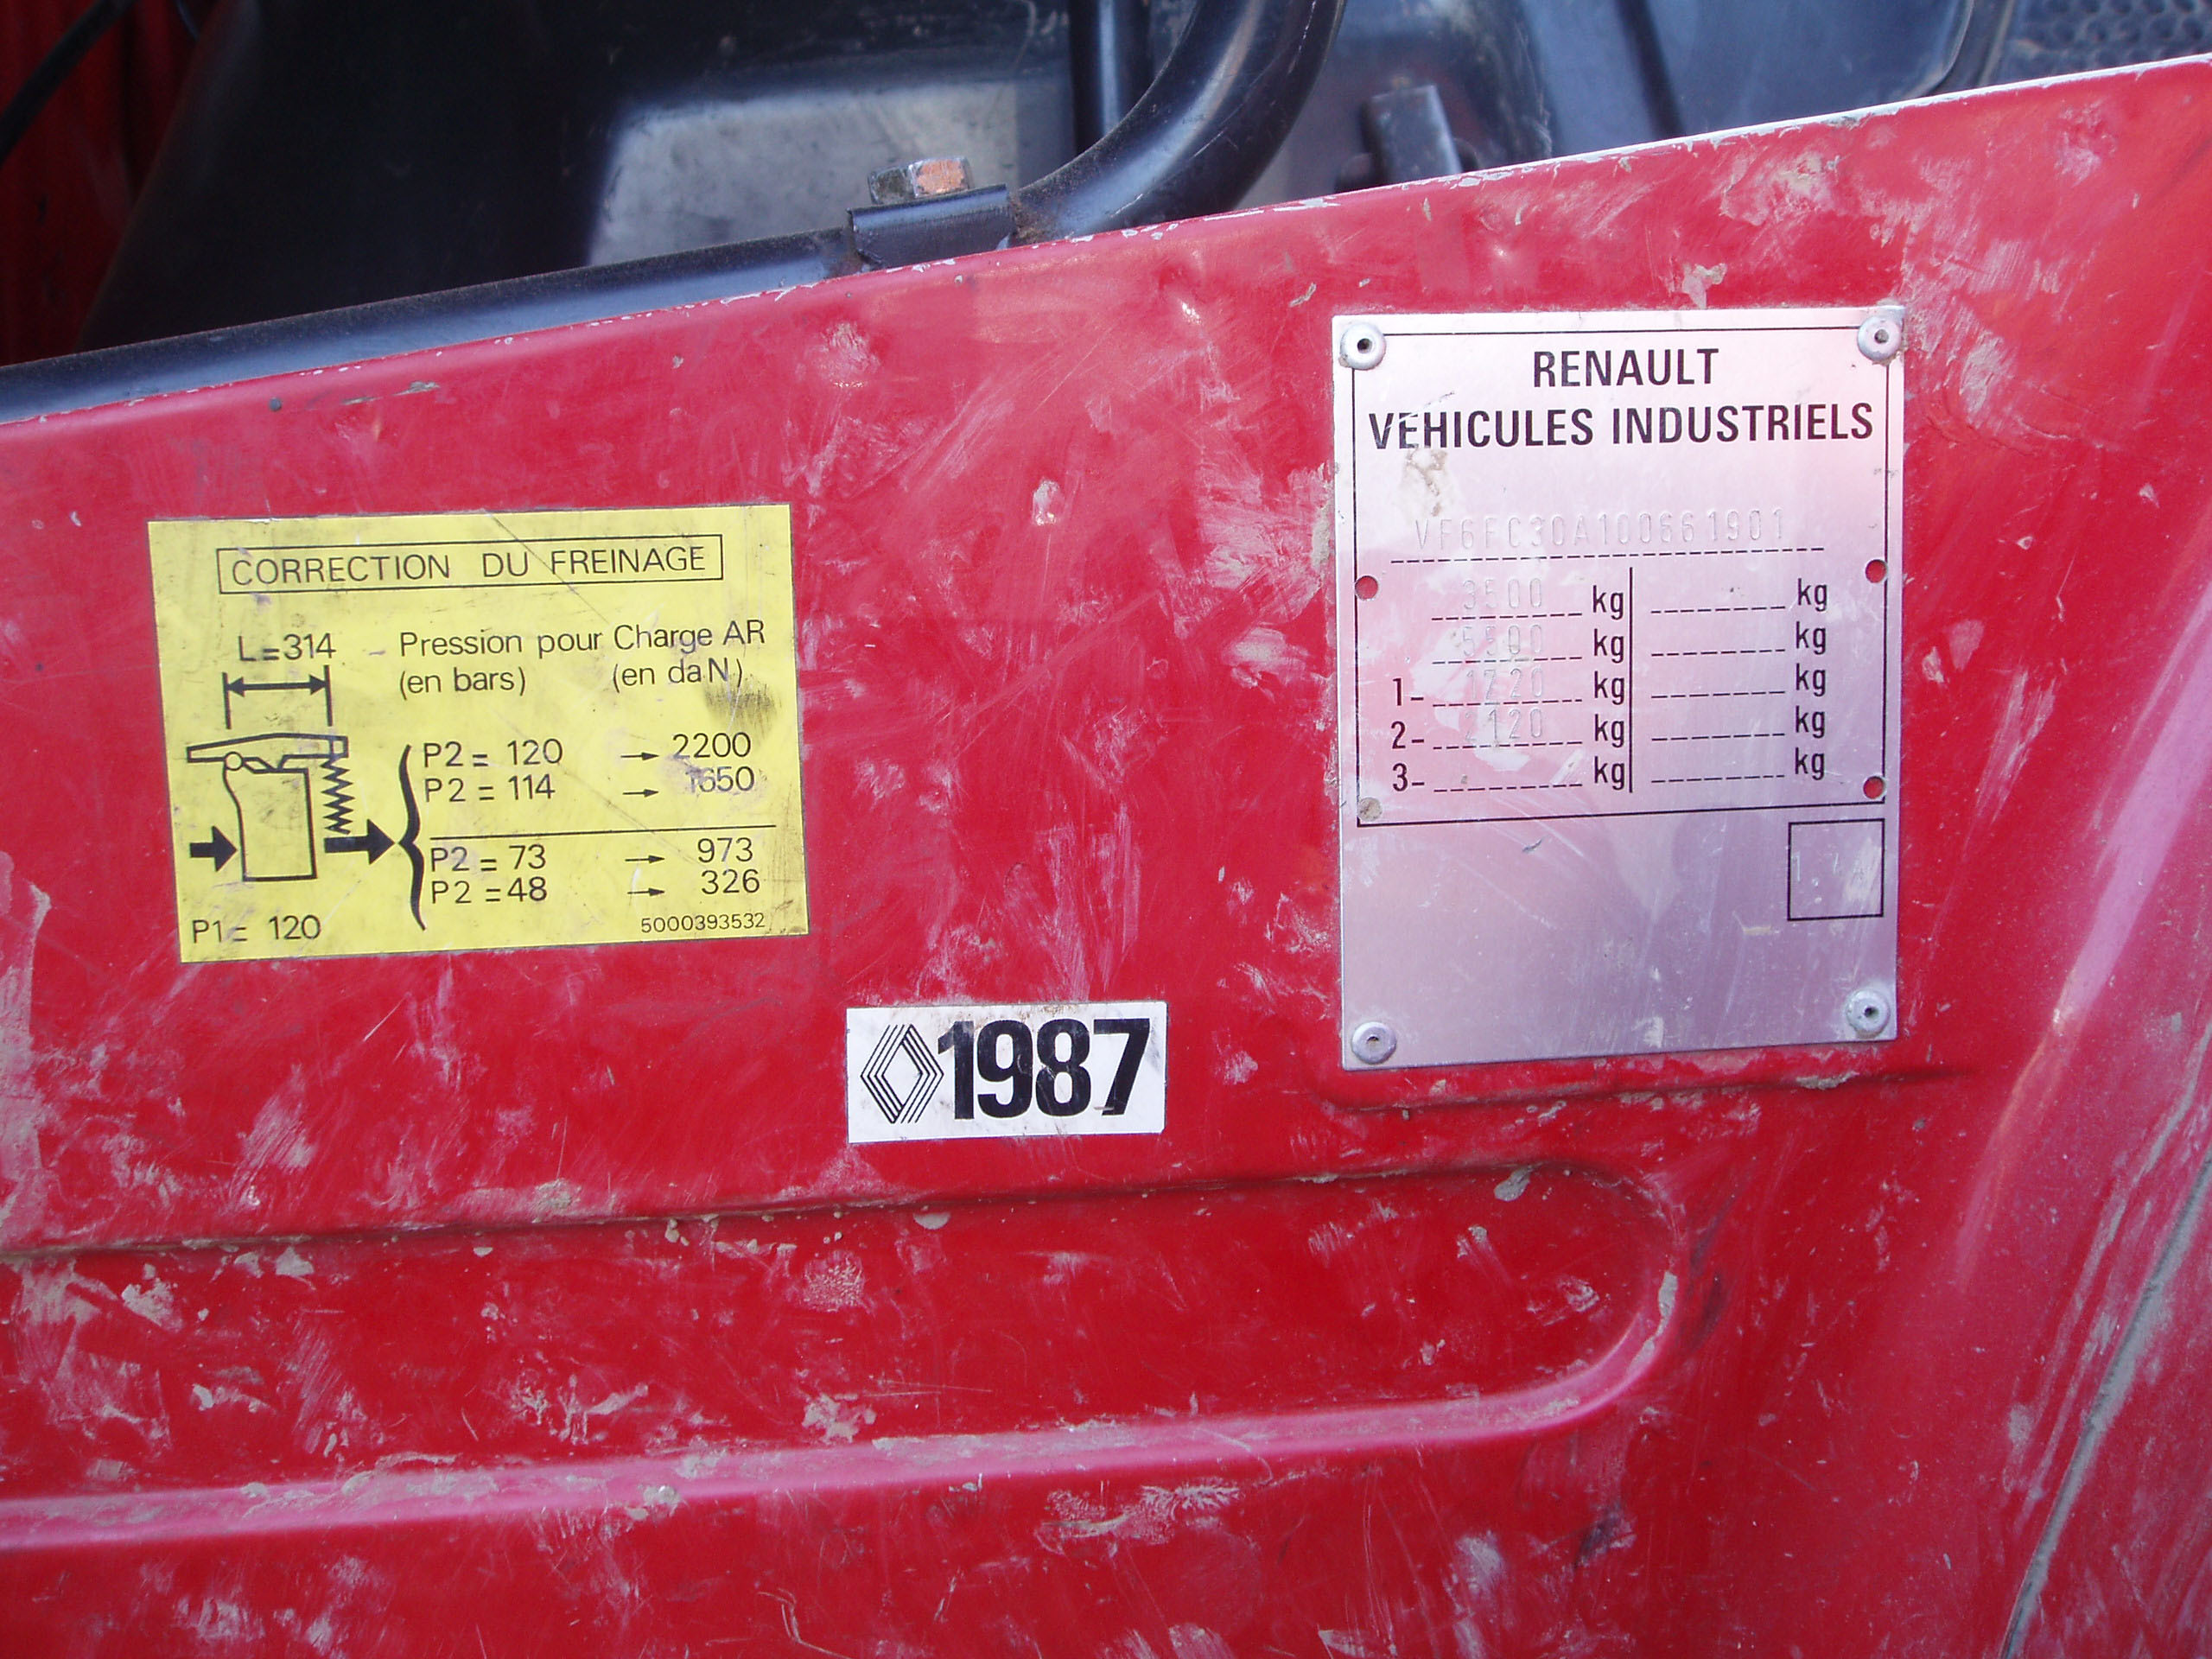 CORRECTION DU FREINAGE
L=314 Pression pour Charge AR
(en bars) (en daN)
P2 = 120 → 2200
P2 = 114 → 1650
P2 = 73 → 973
P2 = 48 → 326
P1 = 120
5000393532
1987
RENAULT
VEHICULES INDUSTRIELS
VF6FC30A100661901
3500 kg kg
5500 kg kg
1- 1720 kg kg
2- 2120 kg kg
3- kg kg